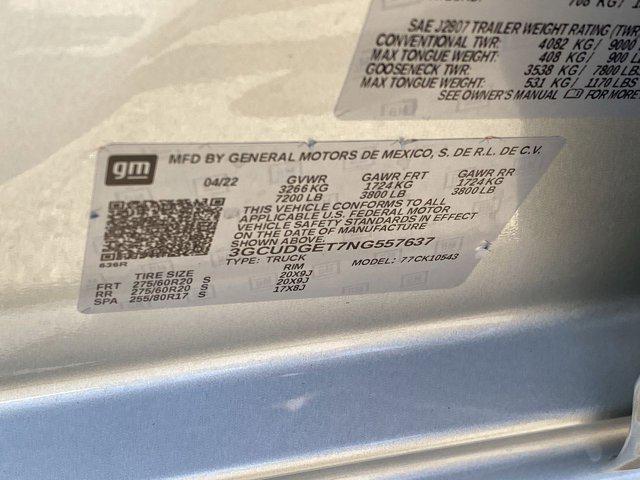 708 KG /
SAE J2807 TRAILER WEIGHT RATING (TWR
CONVENTIONAL TWR: 4082 KG / 9000
MAX TONGUE WEIGHT: 408 KG / 900 L
GOOSENECK TWR: 3538 KG / 7800 LB
MAX TONGUE WEIGHT: 531 KG / 1170 LBS
SEE OWNER'S MANUAL FOR MORE
gm
MFD BY GENERAL MOTORS DE MEXICO, S. DE R.L. DE C.V.
04/22 GVWR GAWR FRT GAWR RR
3266 KG 1724 KG 1724 KG
7200 LB 3800 LB 3800 LB
THIS VEHICLE CONFORMS TO ALL
APPLICABLE U.S. FEDERAL MOTOR
VEHICLE SAFETY STANDARDS IN EFFECT
ON THE DATE OF MANUFACTURE
SHOWN ABOVE.
3GCUDGET7NG557637
636R TYPE: TRUCK MODEL: 77CK10543
TIRE SIZE RIM
FRT 275/60R20 S 20X9J
RR 275/60R20 S 20X9J
SPA 255/80R17 S 17X8J